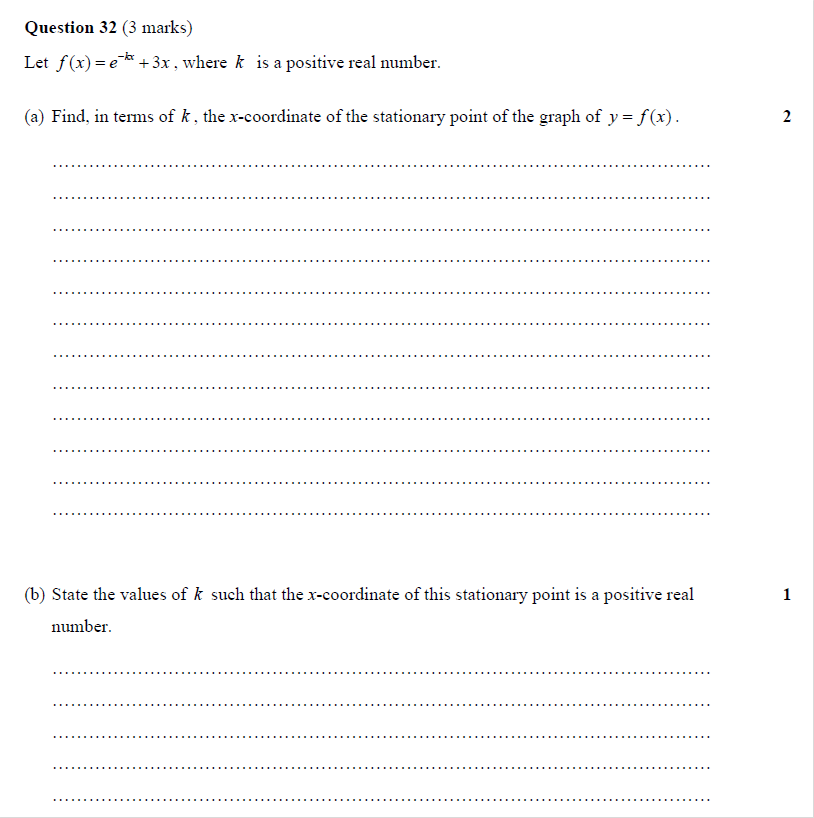 Question 32 (3 marks)
Let f(x) = e^{-kx} + 3x, where k is a positive real number.
(a) Find, in terms of k, the x-coordinate of the stationary point of the graph of y = f(x). 2
(b) State the values of k such that the x-coordinate of this stationary point is a positive real 1
number.